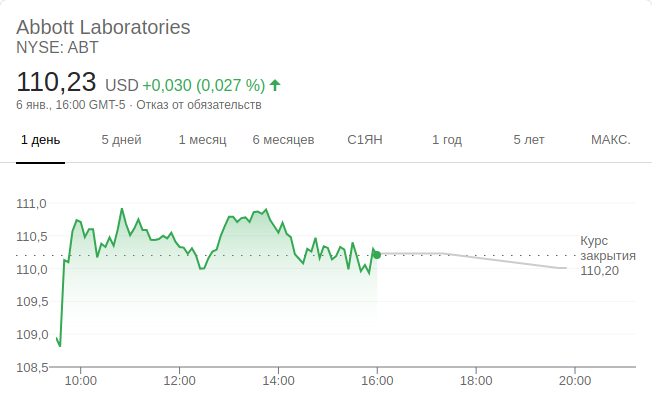 Abbott Laboratories
NYSE: ABT
110,23 USD +0,030 (0,027 %)
6 янв., 16:00 GMT-5 · Отказ от обязательств
1 день 5 дней 1 месяц 6 месяцев С1ЯН 1 год 5 лет МАКС.
111,0
110,5
110,0
109,5
109,0
108,5
Курс
закрытия
110,20
10:00 12:00 14:00 16:00 18:00 20:00